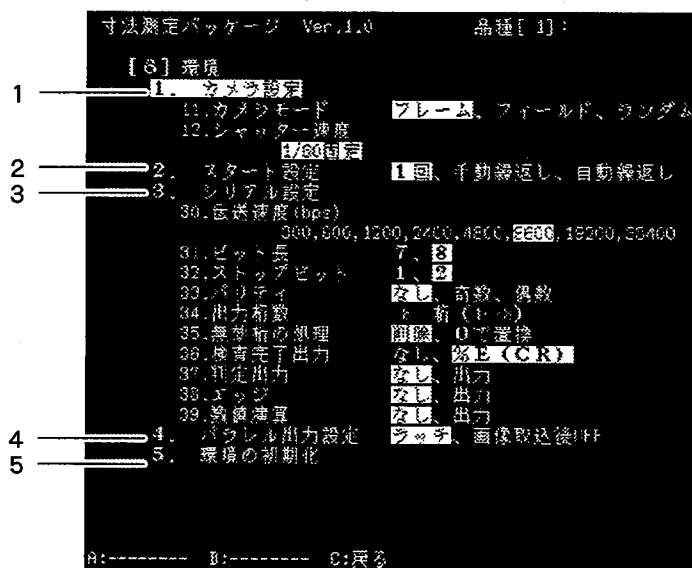 寸法測定パッケージ Ver.1.0 品種[ 1]:
[6] 環境
1 1. カメラ設定
11.カメラモード フレーム、フィールド、ランダム
12.シャッター速度
1/60固定
2 2. スタート設定 1回、手動繰返し、自動繰返し
3 3. シリアル設定
30.伝送速度(bps)
300,600,1200,2400,4800,9600,19200,38400
31.ビット長 7、8
32.ストップビット 1、2
33.パリティ なし、奇数、偶数
34.出力桁数 桁
35.無効桁の処理 削除、0で置換
36.検査完了出力 なし、%E(CR)
37.判定出力 なし、出力
38.エッジ なし、出力
39.数値演算 なし、出力
4 4. パラレル出力設定 ラッチ、画像取込後OFF
5 5. 環境の初期化
A:-------- B:-------- C:戻る